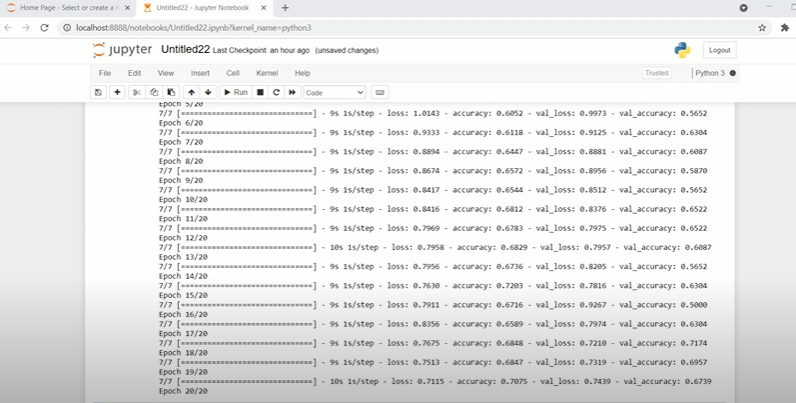 Home Page - Select or create a n
Untitled22 - Jupyter Notebook
localhost:8888/notebooks/Untitled22.ipynb?kernel_name=python3
jupyter Untitled22 Last Checkpoint: an hour ago (unsaved changes)
Logout
File Edit View Insert Cell Kernel Help
Trusted
Python 3
Run
Code
Epoch 5/20
7/7 [==============================] - 9s 1s/step - loss: 1.0143 - accuracy: 0.6052 - val_loss: 0.9973 - val_accuracy: 0.5652
Epoch 6/20
7/7 [==============================] - 9s 1s/step - loss: 0.9333 - accuracy: 0.6118 - val_loss: 0.9125 - val_accuracy: 0.6304
Epoch 7/20
7/7 [==============================] - 9s 1s/step - loss: 0.8894 - accuracy: 0.6447 - val_loss: 0.8881 - val_accuracy: 0.6087
Epoch 8/20
7/7 [==============================] - 9s 1s/step - loss: 0.8674 - accuracy: 0.6572 - val_loss: 0.8956 - val_accuracy: 0.5870
Epoch 9/20
7/7 [==============================] - 9s 1s/step - loss: 0.8417 - accuracy: 0.6544 - val_loss: 0.8512 - val_accuracy: 0.5652
Epoch 10/20
7/7 [==============================] - 9s 1s/step - loss: 0.8416 - accuracy: 0.6812 - val_loss: 0.8376 - val_accuracy: 0.6522
Epoch 11/20
7/7 [==============================] - 9s 1s/step - loss: 0.7969 - accuracy: 0.6783 - val_loss: 0.7975 - val_accuracy: 0.6522
Epoch 12/20
7/7 [==============================] - 10s 1s/step - loss: 0.7958 - accuracy: 0.6829 - val_loss: 0.7957 - val_accuracy: 0.6087
Epoch 13/20
7/7 [==============================] - 9s 1s/step - loss: 0.7956 - accuracy: 0.6736 - val_loss: 0.8205 - val_accuracy: 0.5652
Epoch 14/20
7/7 [==============================] - 9s 1s/step - loss: 0.7630 - accuracy: 0.7203 - val_loss: 0.7816 - val_accuracy: 0.6304
Epoch 15/20
7/7 [==============================] - 9s 1s/step - loss: 0.7911 - accuracy: 0.6716 - val_loss: 0.9267 - val_accuracy: 0.5000
Epoch 16/20
7/7 [==============================] - 9s 1s/step - loss: 0.8356 - accuracy: 0.6589 - val_loss: 0.7974 - val_accuracy: 0.6304
Epoch 17/20
7/7 [==============================] - 9s 1s/step - loss: 0.7675 - accuracy: 0.6848 - val_loss: 0.7210 - val_accuracy: 0.7174
Epoch 18/20
7/7 [==============================] - 9s 1s/step - loss: 0.7513 - accuracy: 0.6847 - val_loss: 0.7319 - val_accuracy: 0.6957
Epoch 19/20
7/7 [==============================] - 10s 1s/step - loss: 0.7115 - accuracy: 0.7075 - val_loss: 0.7439 - val_accuracy: 0.6739
Epoch 20/20